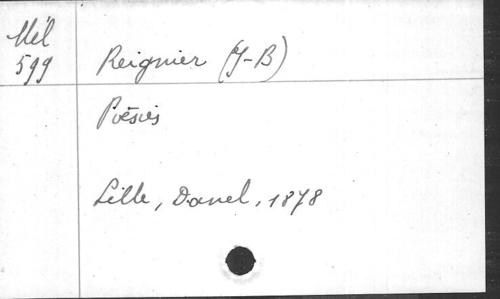 Mél
599
Reignier (J-B)
Poésies
Lille, Danel, 1878